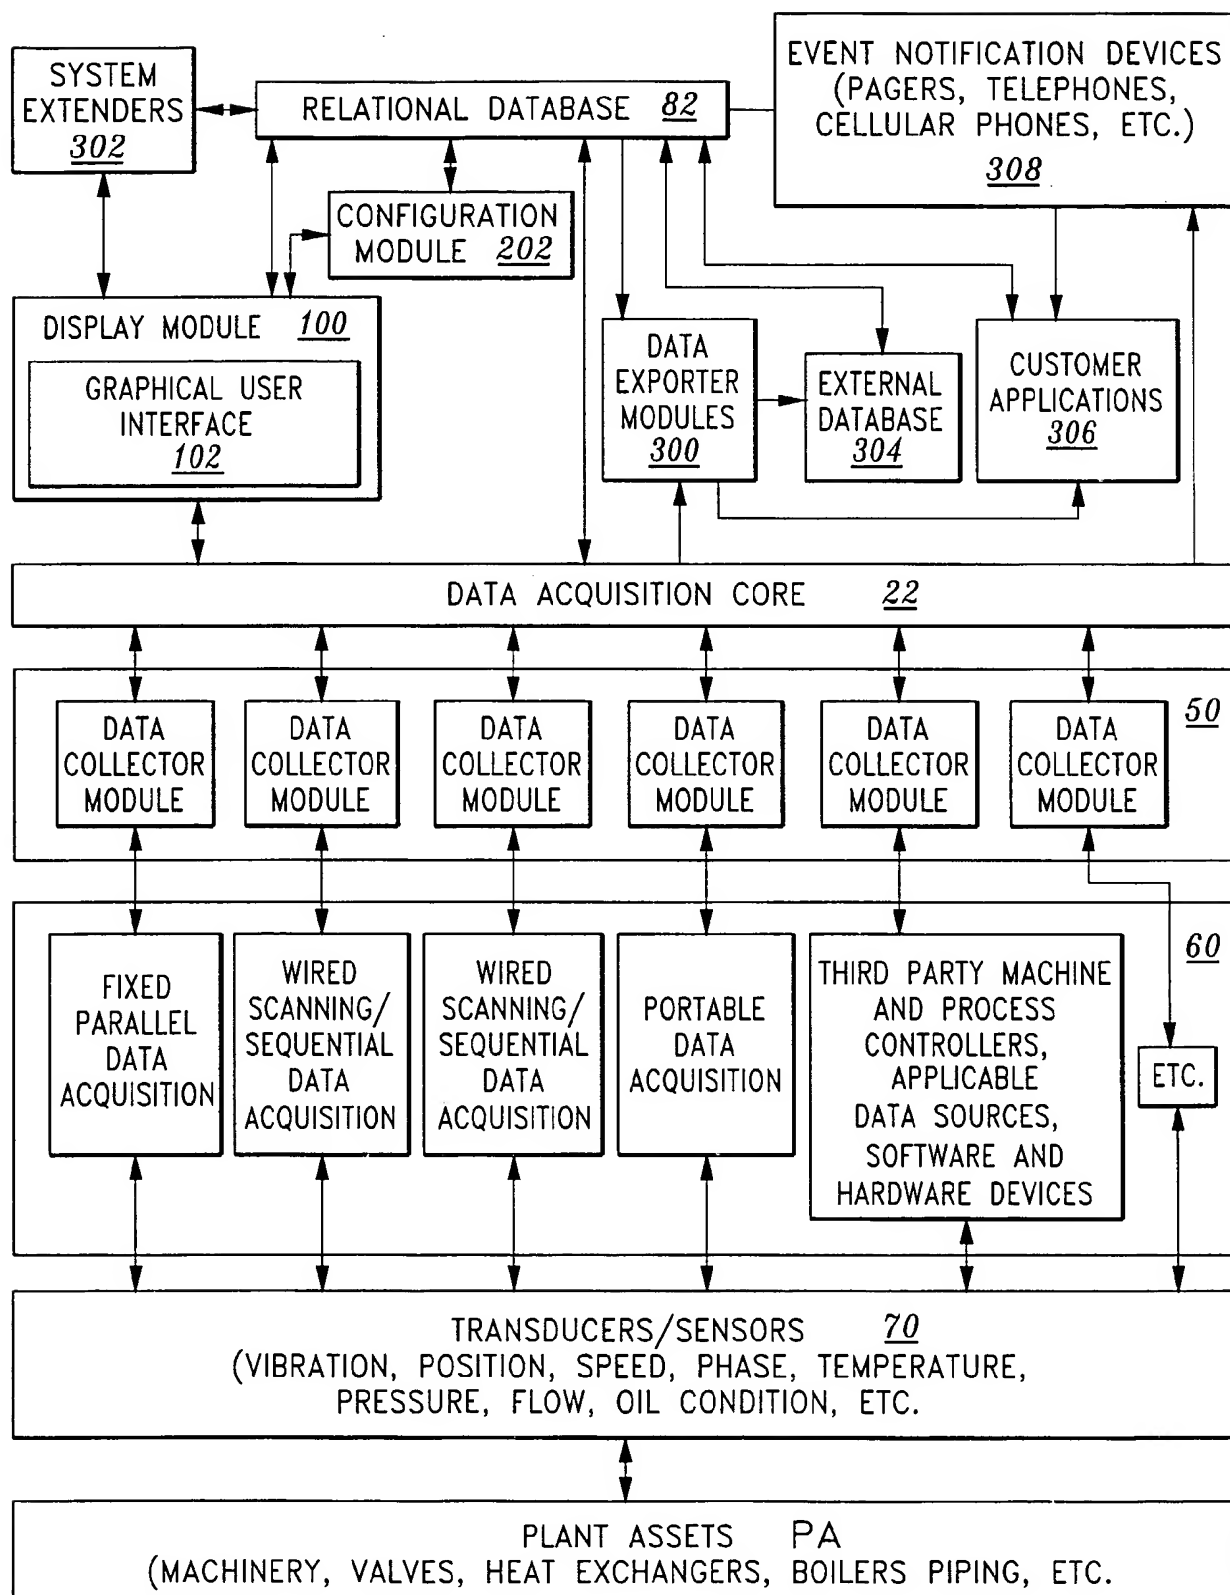 SYSTEM
EXTENDERS
302
RELATIONAL DATABASE 82
EVENT NOTIFICATION DEVICES
(PAGERS, TELEPHONES,
CELLULAR PHONES, ETC.)
308
CONFIGURATION
MODULE 202
DISPLAY MODULE 100
GRAPHICAL USER
INTERFACE
102
DATA
EXPORTER
MODULES
300
EXTERNAL
DATABASE
304
CUSTOMER
APPLICATIONS
306
DATA ACQUISITION CORE 22
DATA
COLLECTOR
MODULE
DATA
COLLECTOR
MODULE
DATA
COLLECTOR
MODULE
DATA
COLLECTOR
MODULE
DATA
COLLECTOR
MODULE
DATA
COLLECTOR
MODULE
50
FIXED
PARALLEL
DATA
ACQUISITION
WIRED
SCANNING/
SEQUENTIAL
DATA
ACQUISITION
WIRED
SCANNING/
SEQUENTIAL
DATA
ACQUISITION
PORTABLE
DATA
ACQUISITION
THIRD PARTY MACHINE
AND PROCESS
CONTROLLERS,
APPLICABLE
DATA SOURCES,
SOFTWARE AND
HARDWARE DEVICES
ETC.
60
TRANSDUCERS/SENSORS 70
(VIBRATION, POSITION, SPEED, PHASE, TEMPERATURE,
PRESSURE, FLOW, OIL CONDITION, ETC.
PLANT ASSETS PA
(MACHINERY, VALVES, HEAT EXCHANGERS, BOILERS PIPING, ETC.